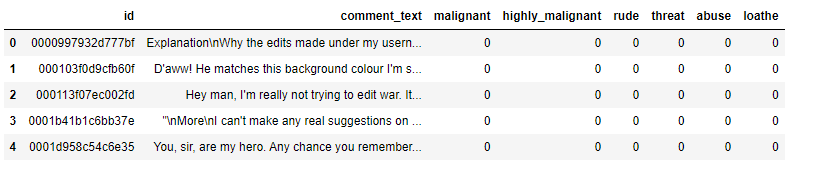 id comment_text malignant highly_malignant rude threat abuse loathe
0 0000997932d777bf Explanation\nWhy the edits made under my usern... 0 0 0 0 0 0
1 000103f0d9cfb60f D'aww! He matches this background colour I'm s... 0 0 0 0 0 0
2 000113f07ec002fd Hey man, I'm really not trying to edit war. It... 0 0 0 0 0 0
3 0001b41b1c6bb37e "\nMore\nI can't make any real suggestions on ... 0 0 0 0 0 0
4 0001d958c54c6e35 You, sir, are my hero. Any chance you remember... 0 0 0 0 0 0